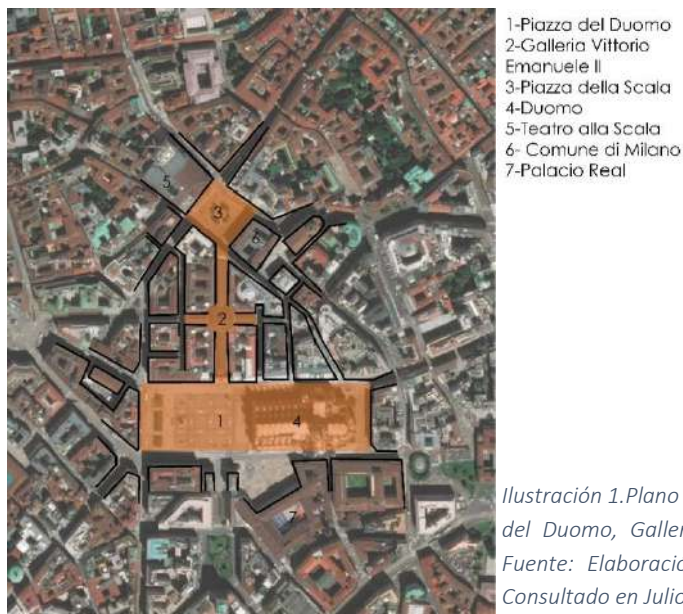 1-Piazza del Duomo
2-Galleria Vittorio
Emanuele II
3-Piazza della Scala
4-Duomo
5-Teatro alla Scala
6- Comune di Milano
7-Palacio Real
5
3
6
2
1
4
7
Ilustración 1.Plano
del Duomo, Galler
Fuente: Elaboracio
Consultado en Julio